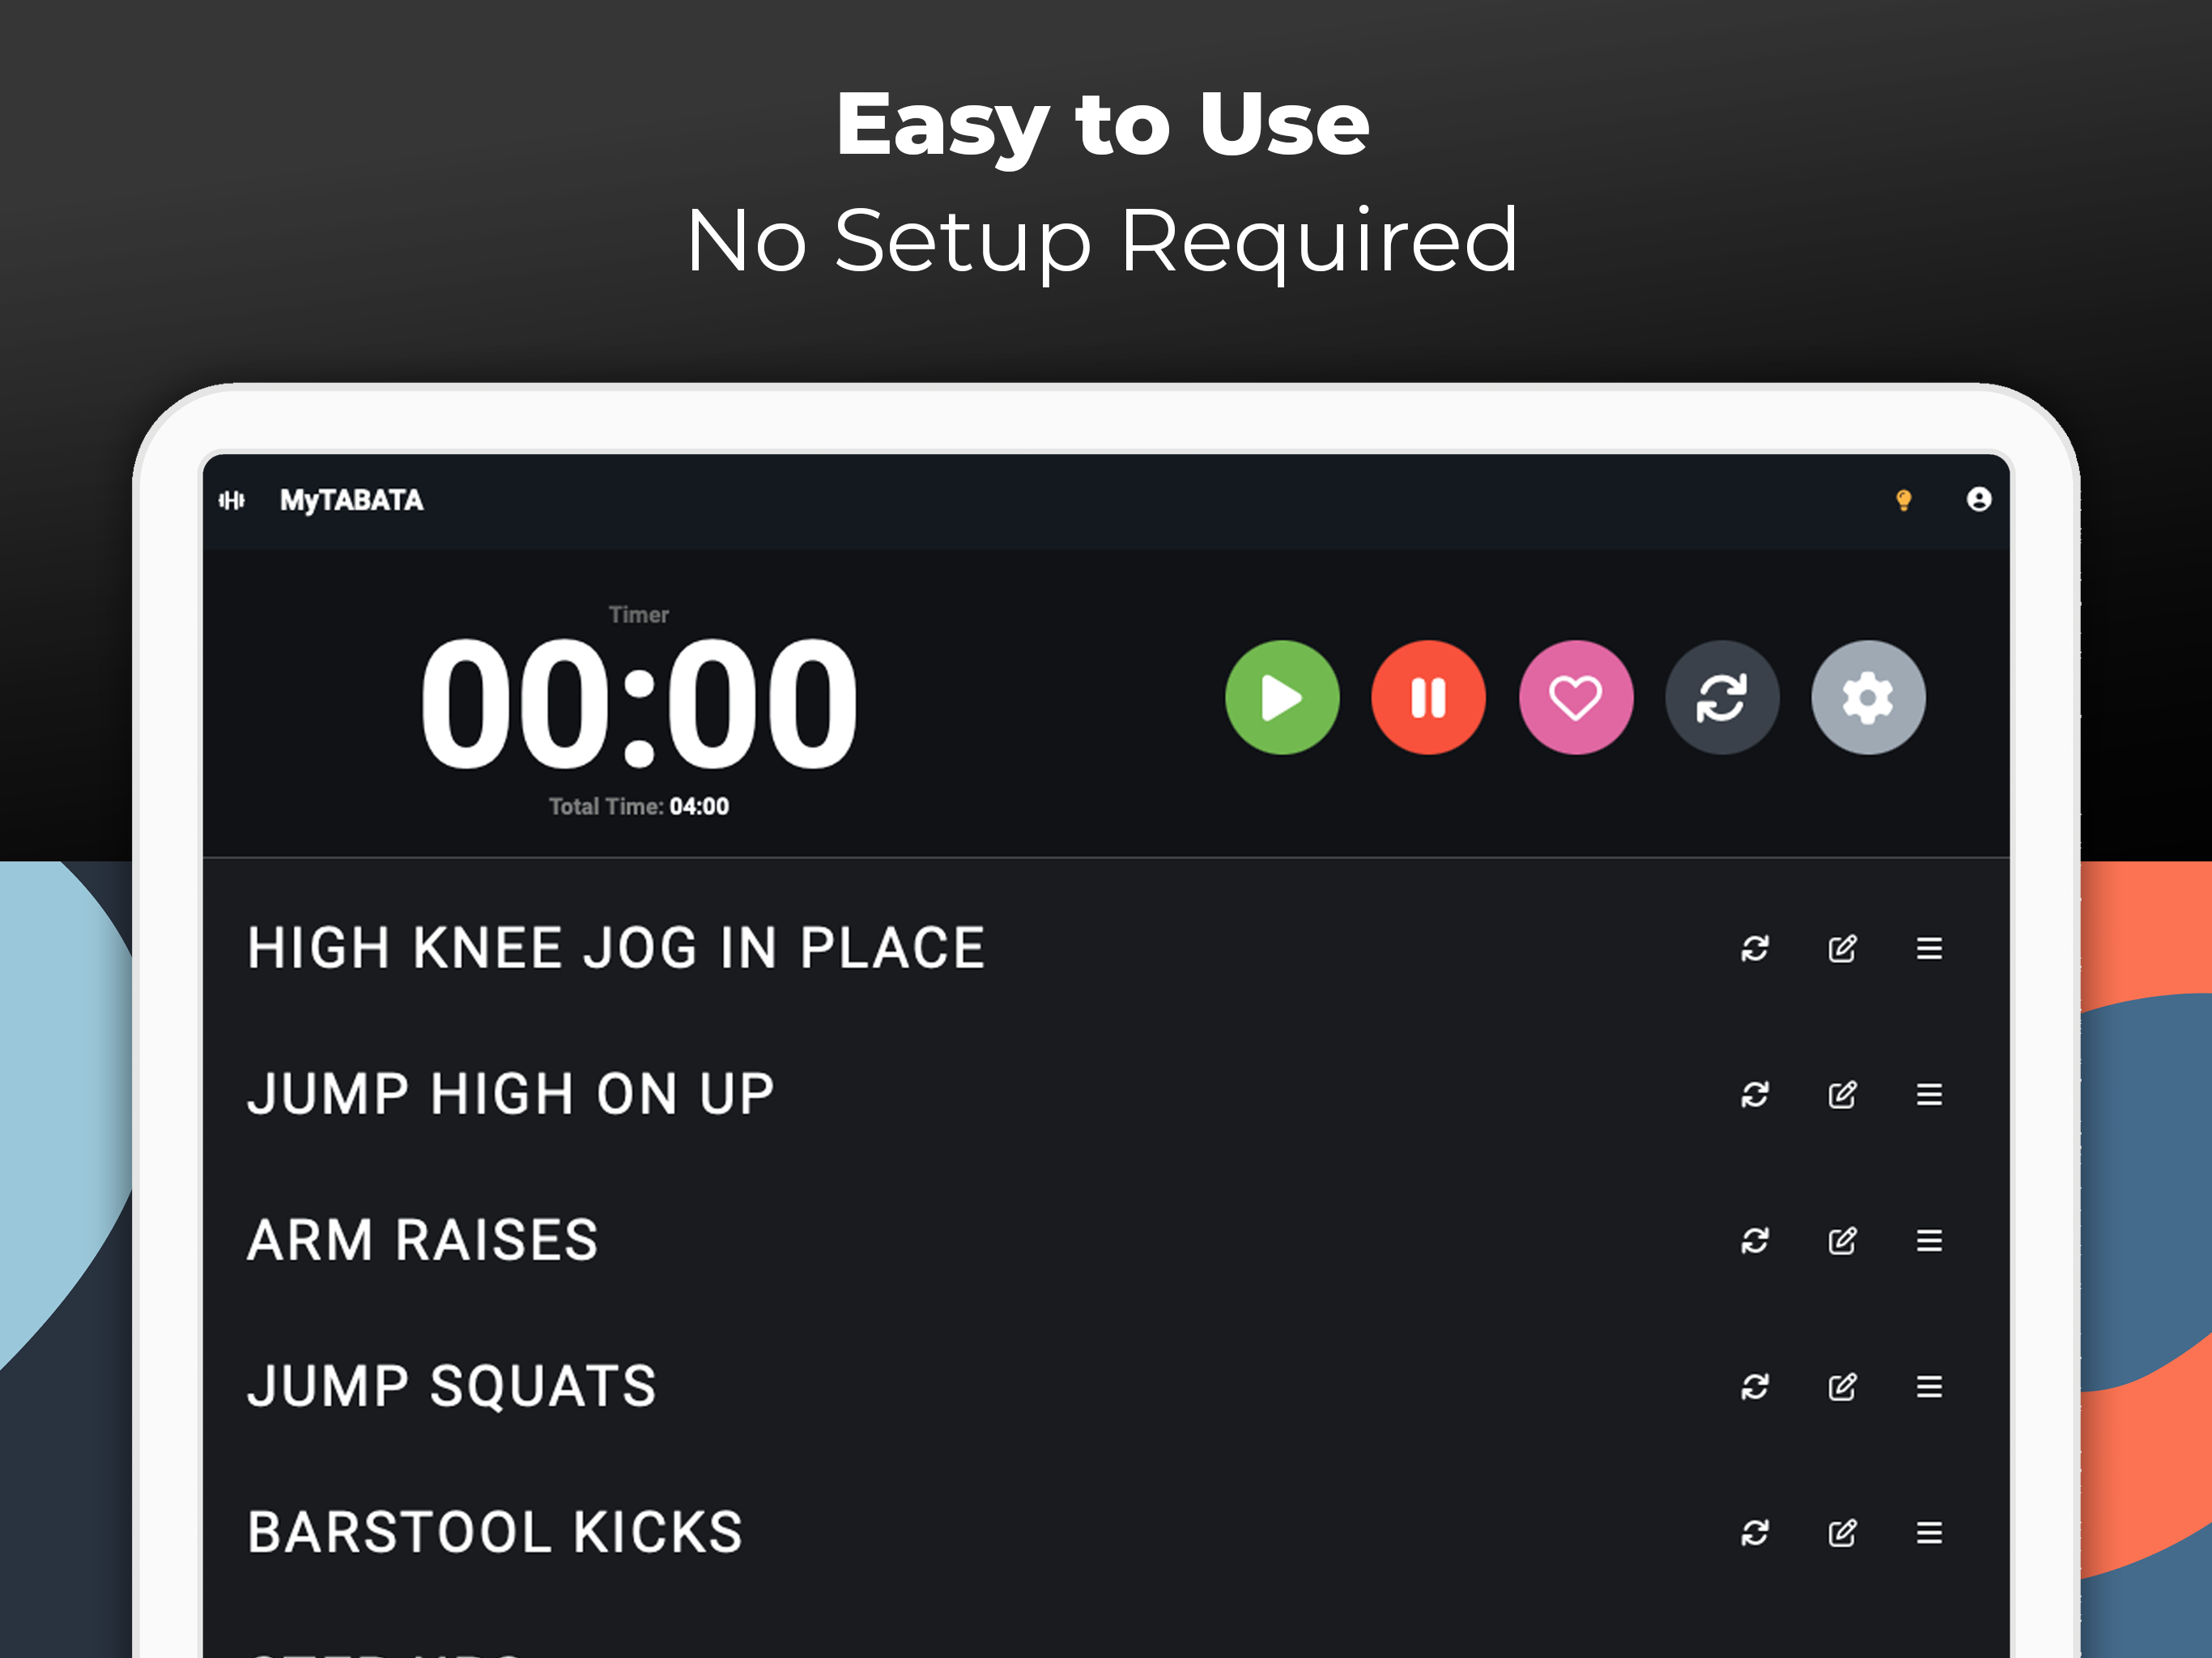 Easy to Use
No Setup Required
MyTABATA
Timer
00:00
Total Time: 04:00
HIGH KNEE JOG IN PLACE
JUMP HIGH ON UP
ARM RAISES
JUMP SQUATS
BARSTOOL KICKS